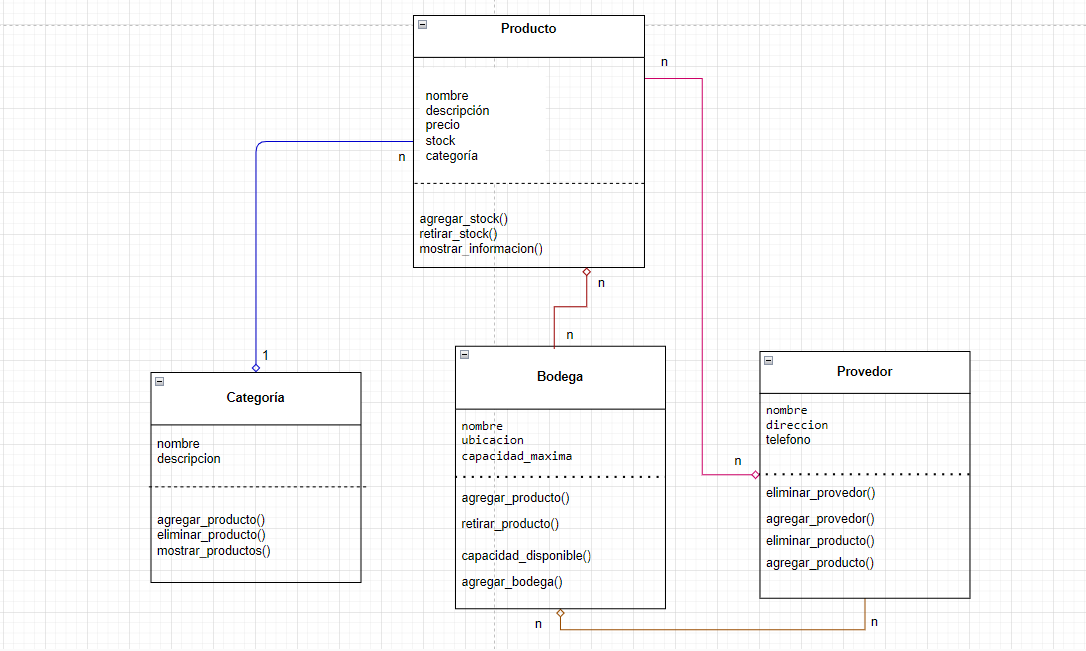 Producto
nombre
descripción
precio
stock
categoría
agregar_stock()
retirar_stock()
mostrar_informacion()
n
n
n
n
1
n
Categoría
nombre
descripcion
agregar_producto()
eliminar_producto()
mostrar_productos()
Bodega
nombre
ubicacion
capacidad_maxima
agregar_producto()
retirar_producto()
capacidad_disponible()
agregar_bodega()
Provedor
nombre
direccion
telefono
eliminar_provedor()
agregar_provedor()
eliminar_producto()
agregar_producto()
n
n